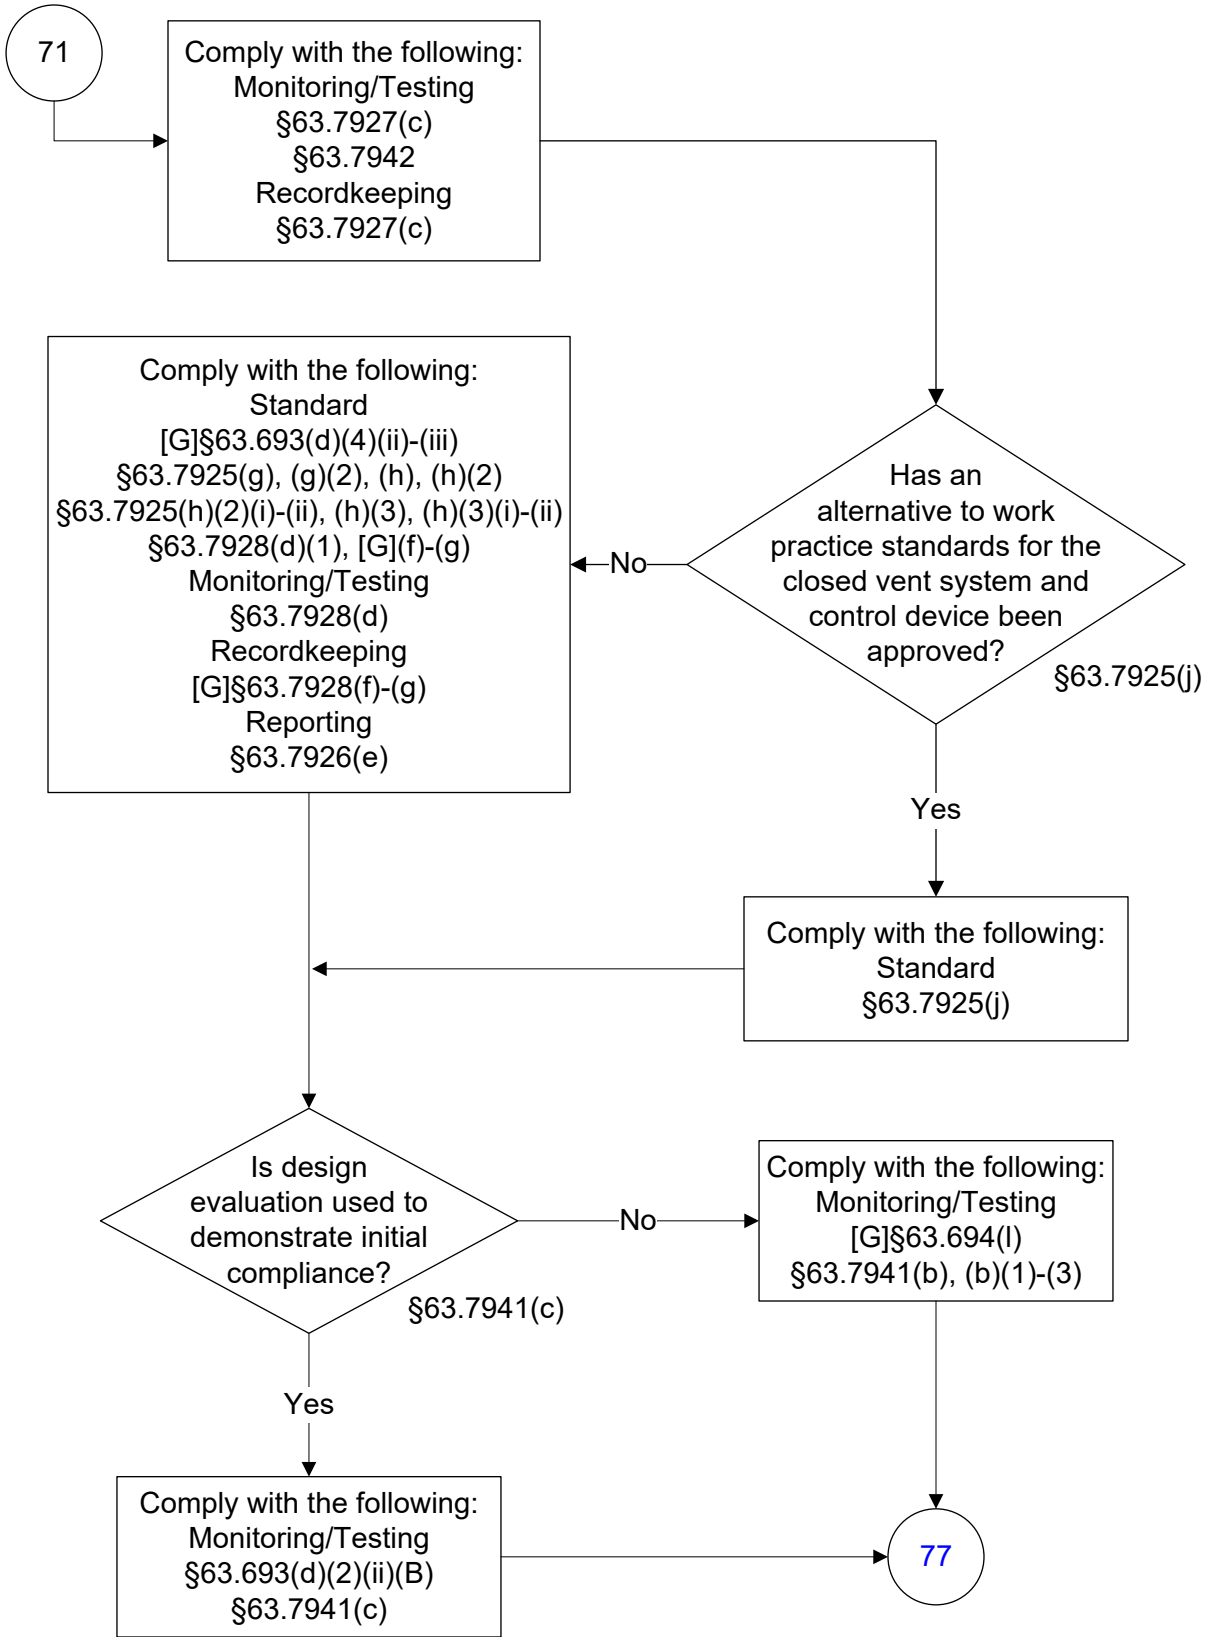 71
Comply with the following:
Monitoring/Testing
§63.7927(c)
§63.7942
Recordkeeping
§63.7927(c)
Has an
alternative to work
practice standards for the
closed vent system and
control device been
approved?
§63.7925(j)
No
Comply with the following:
Standard
[G]§63.693(d)(4)(ii)-(iii)
§63.7925(g), (g)(2), (h), (h)(2)
§63.7925(h)(2)(i)-(ii), (h)(3), (h)(3)(i)-(ii)
§63.7928(d)(1), [G](f)-(g)
Monitoring/Testing
§63.7928(d)
Recordkeeping
[G]§63.7928(f)-(g)
Reporting
§63.7926(e)
Yes
Comply with the following:
Standard
§63.7925(j)
Is design
evaluation used to
demonstrate initial
compliance?
§63.7941(c)
No
Comply with the following:
Monitoring/Testing
[G]§63.694(l)
§63.7941(b), (b)(1)-(3)
Yes
Comply with the following:
Monitoring/Testing
§63.693(d)(2)(ii)(B)
§63.7941(c)
77